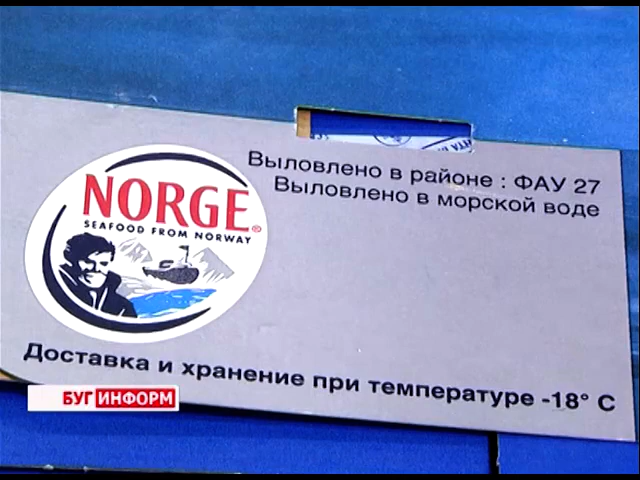 Выловлено в районе : ФАУ 27
Выловлено в морской воде
NORGE®
SEAFOOD FROM NORWAY
Доставка и хранение при температуре -18° С
БУГ ИНФОРМ